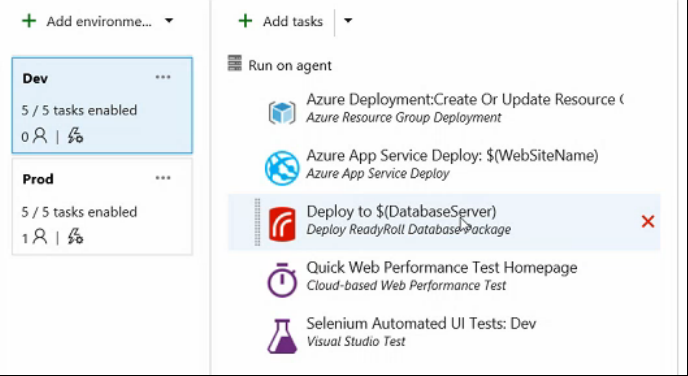 + Add environme...
Dev ...
5 / 5 tasks enabled
0
Prod ...
5 / 5 tasks enabled
1
+ Add tasks
Run on agent
Azure Deployment:Create Or Update Resource
Azure Resource Group Deployment
Azure App Service Deploy: $(WebSiteName)
Azure App Service Deploy
Deploy to $(DatabaseServer)
Deploy ReadyRoll Database Package
Quick Web Performance Test Homepage
Cloud-based Web Performance Test
Selenium Automated UI Tests: Dev
Visual Studio Test